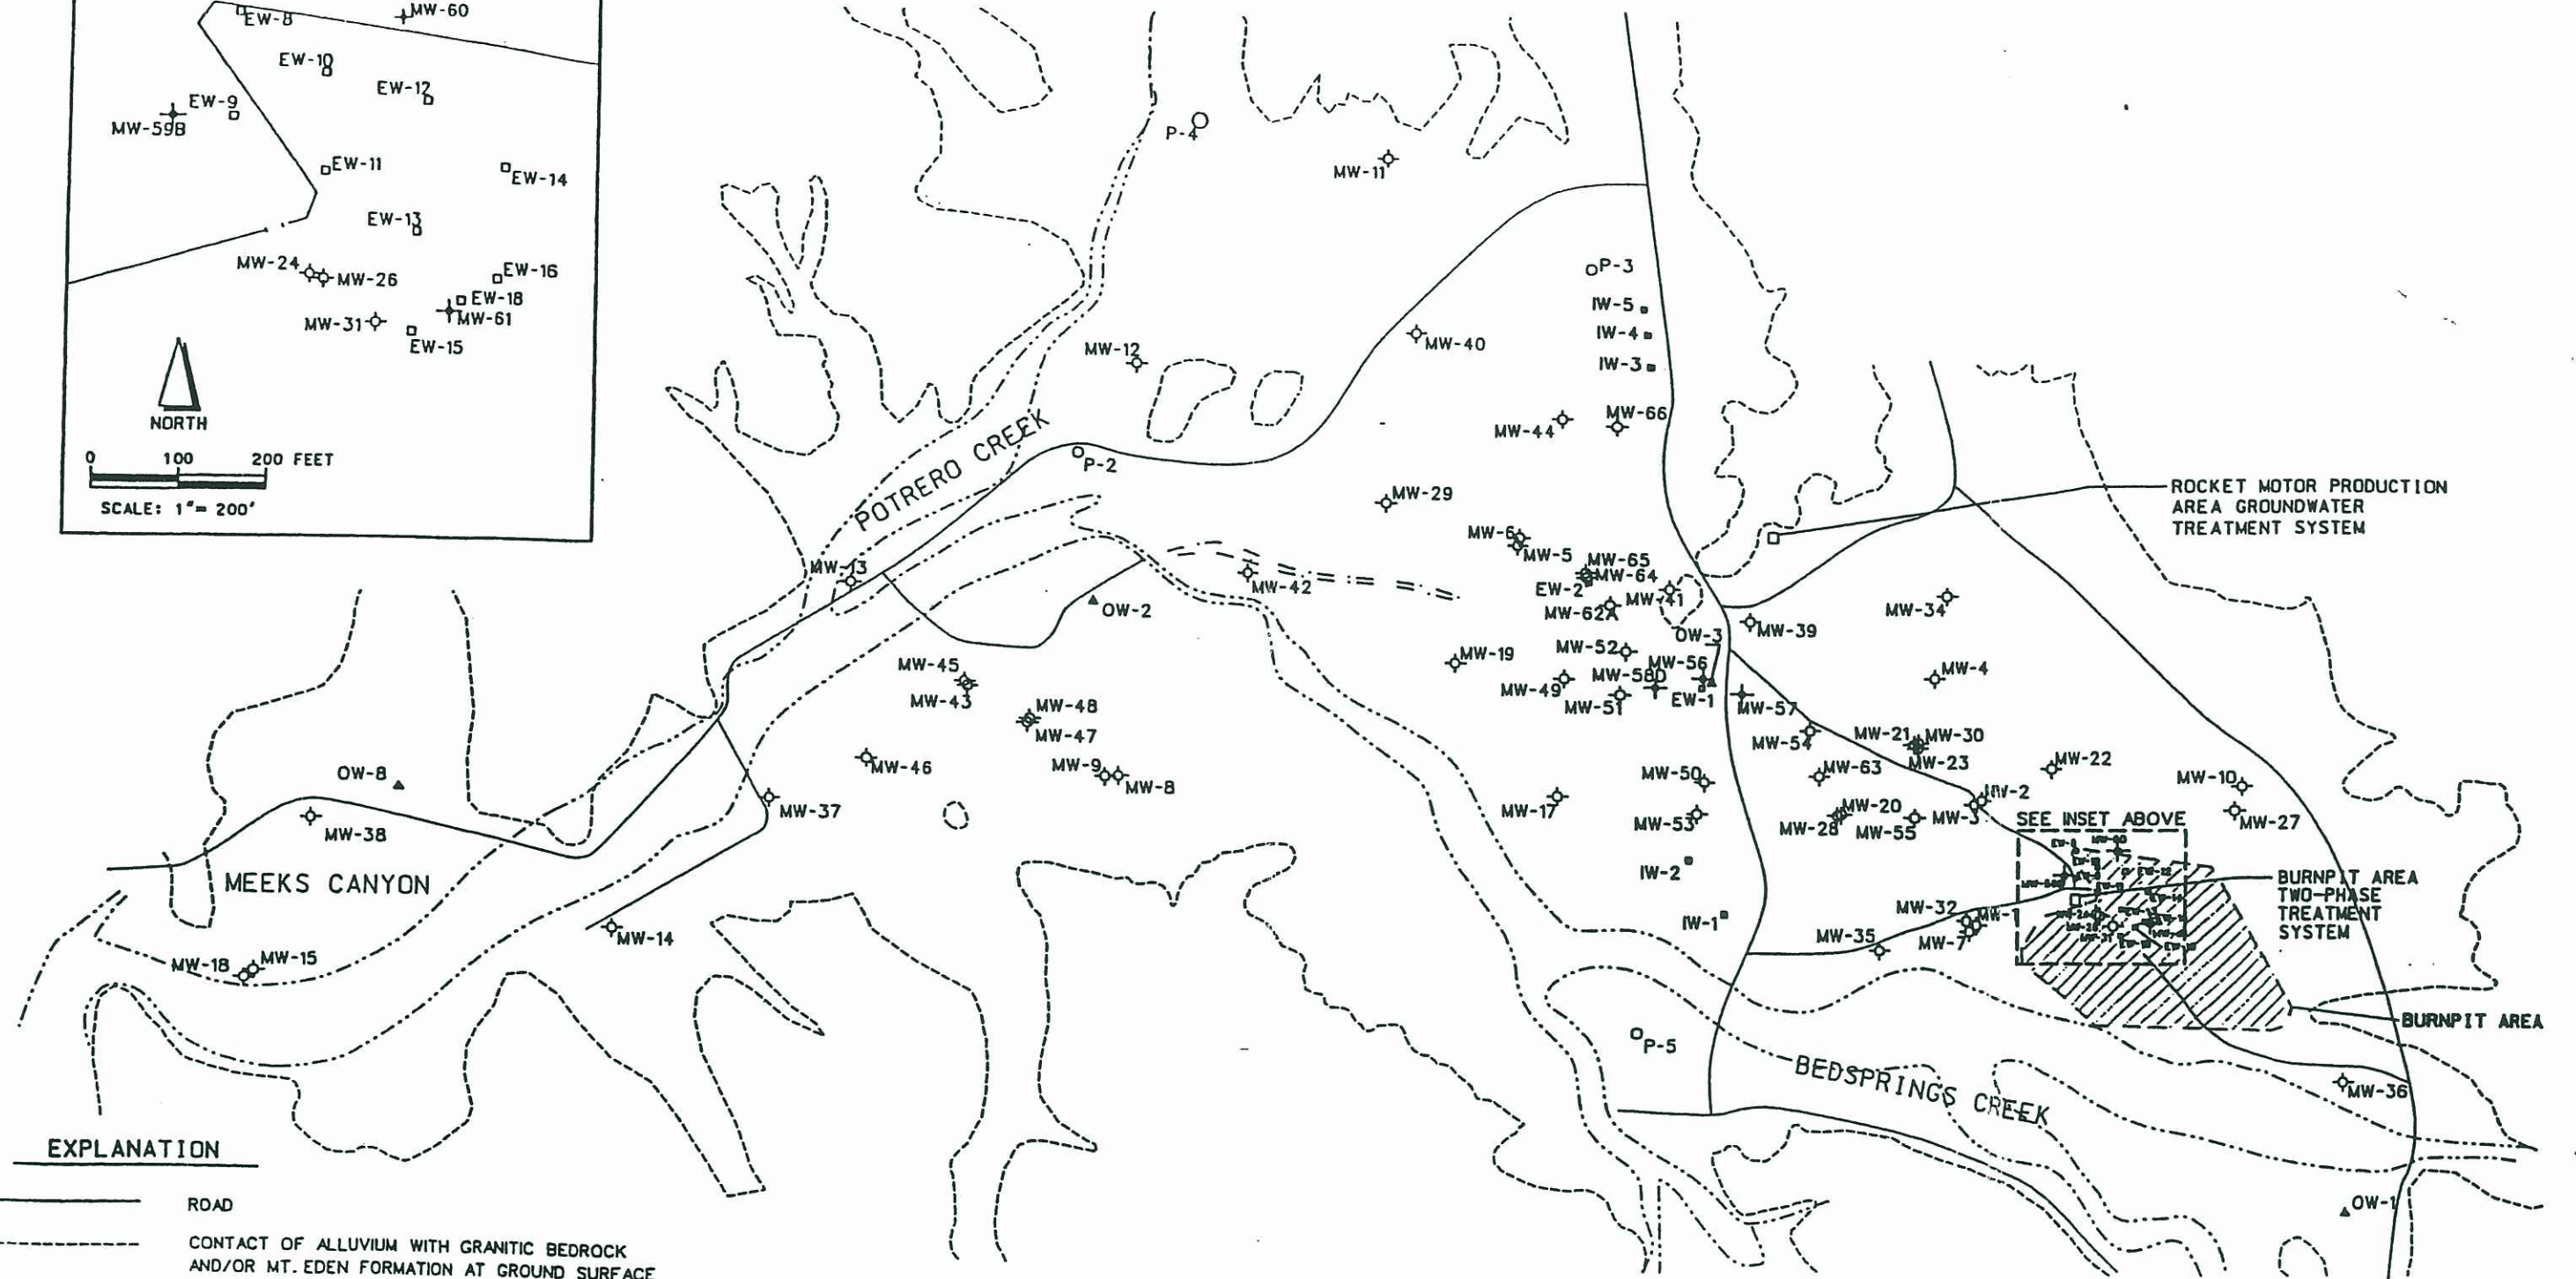 EW-8
MW-60
EW-10
EW-12
EW-9
MW-59B
EW-11
EW-14
EW-13
MW-24
MW-26
EW-16
EW-18
MW-61
MW-31
EW-15
NORTH
0 100 200 FEET
SCALE: 1"= 200'
P-4
MW-11
P-3
IW-5
IW-4
IW-3
MW-40
MW-12
MW-44
MW-66
POTRERO CREEK
P-2
MW-29
ROCKET MOTOR PRODUCTION
AREA GROUNDWATER
TREATMENT SYSTEM
MW-6
MW-5
MW-65
MW-64
EW-2
MW-41
MW-62A
MW-13
MW-42
OW-2
MW-34
MW-39
OW-3
MW-52
MW-56
MW-19
MW-58D
MW-49
MW-51
EW-1
MW-57
MW-4
MW-45
MW-43
MW-48
MW-47
MW-46
MW-9
MW-8
MW-54
MW-21
MW-30
MW-23
MW-22
MW-10
MW-27
OW-8
MW-38
MW-37
MW-50
MW-63
MW-17
MW-53
MW-20
MW-28
MW-55
MW-3
MW-2
SEE INSET ABOVE
MEEKS CANYON
IW-2
IW-1
BURNPIT AREA
TWO-PHASE
TREATMENT
SYSTEM
MW-32
MW-1
MW-7
MW-35
MW-14
MW-18
MW-15
BURNPIT AREA
P-5
BEDSPRINGS CREEK
MW-36
OW-1
EXPLANATION
ROAD
CONTACT OF ALLUVIUM WITH GRANITIC BEDROCK
AND/OR MT. EDEN FORMATION AT GROUND SURFACE